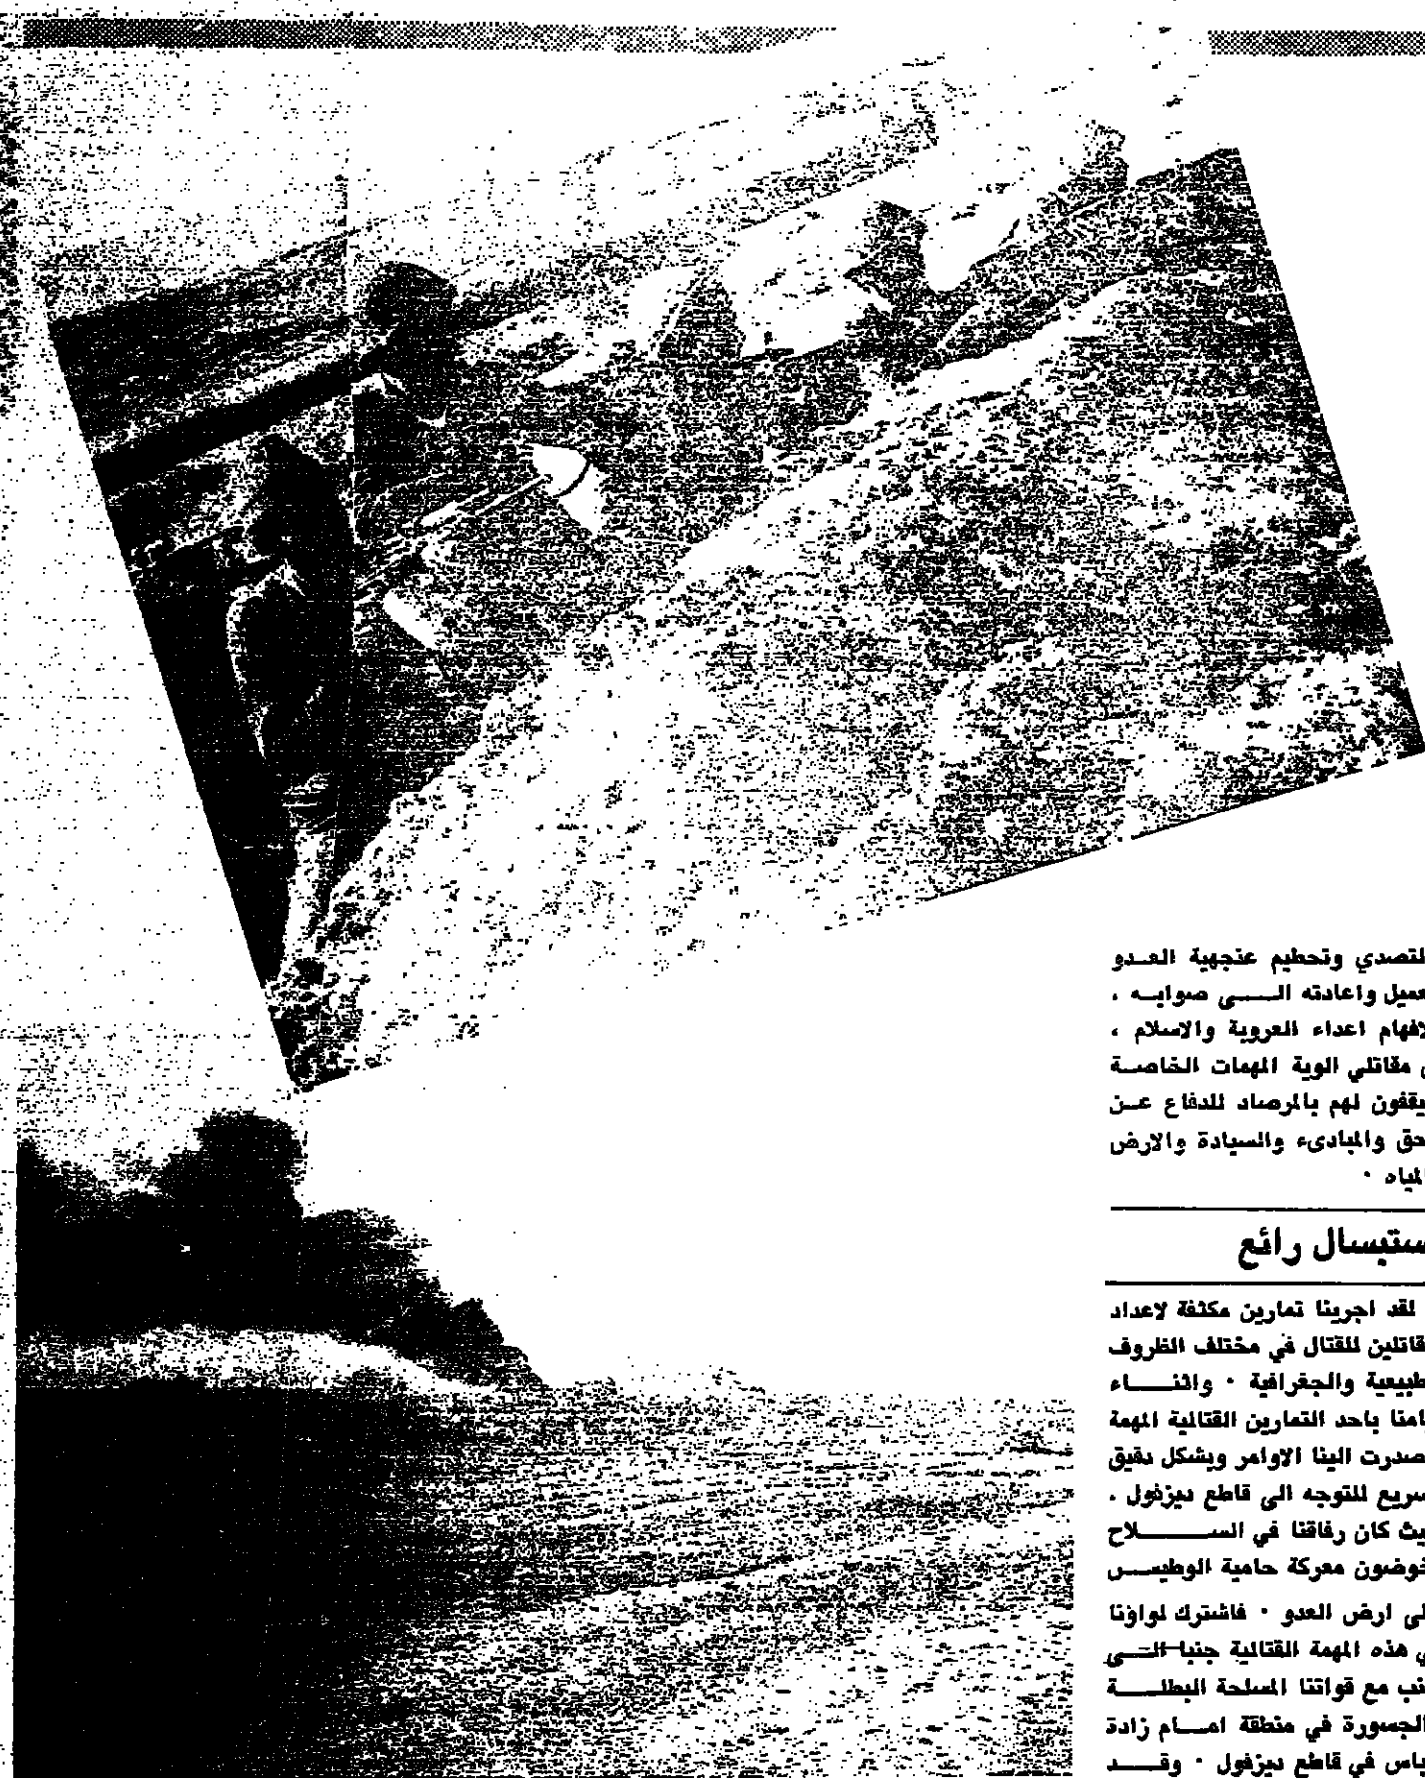 لتصدي وتحطيم عنجهية العدو
عميل واعادته الى صوابه .
لافهام اعداء العروبة والاسلام ،
مقاتلي الوية المهمات الخاصة
يقفون لهم بالمرصاد للدفاع عن
حق والمبادىء والسيادة والارض
المياه .
ستبسال رائع
لقد اجرينا تمارين مكثفة لاعداد
قاتلين للقتال في مختلف الظروف
طبيعية والجغرافية . واثناء
امنا باحد التمارين القتالية المهمة
صدرت الينا الاوامر وبشكل دقيق
سريع للتوجه الى قاطع ديزفول .
يث كان رفاقنا في السلاح
خوضون معركة حامية الوطيس
لى ارض العدو . فاشترك لواؤنا
ي هذه المهمة القتالية جنبا الى
نب مع قواتنا المسلحة البطلة
الجسورة في منطقة امام زادة
باس في قاطع ديزفول . وقد